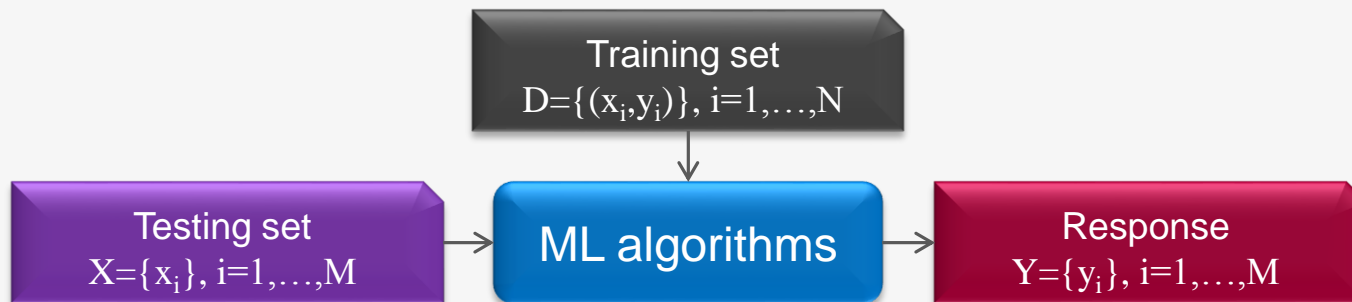 Training set
D={(xᵢ,yᵢ)}, i=1,…,N
Testing set
X={xᵢ}, i=1,…,M
ML algorithms
Response
Y={yᵢ}, i=1,…,M